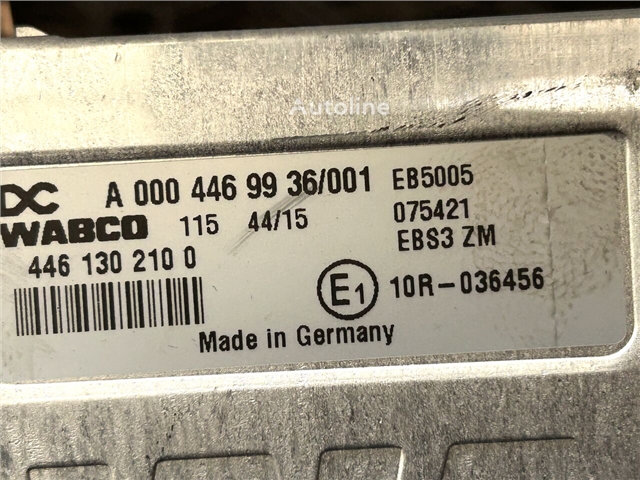 Autoline
DC A 000 446 99 36/001 EB5005
WABCO 115 44/15 075421
446 130 210 0 EBS3 ZM
E1 10R-036456
Made in Germany